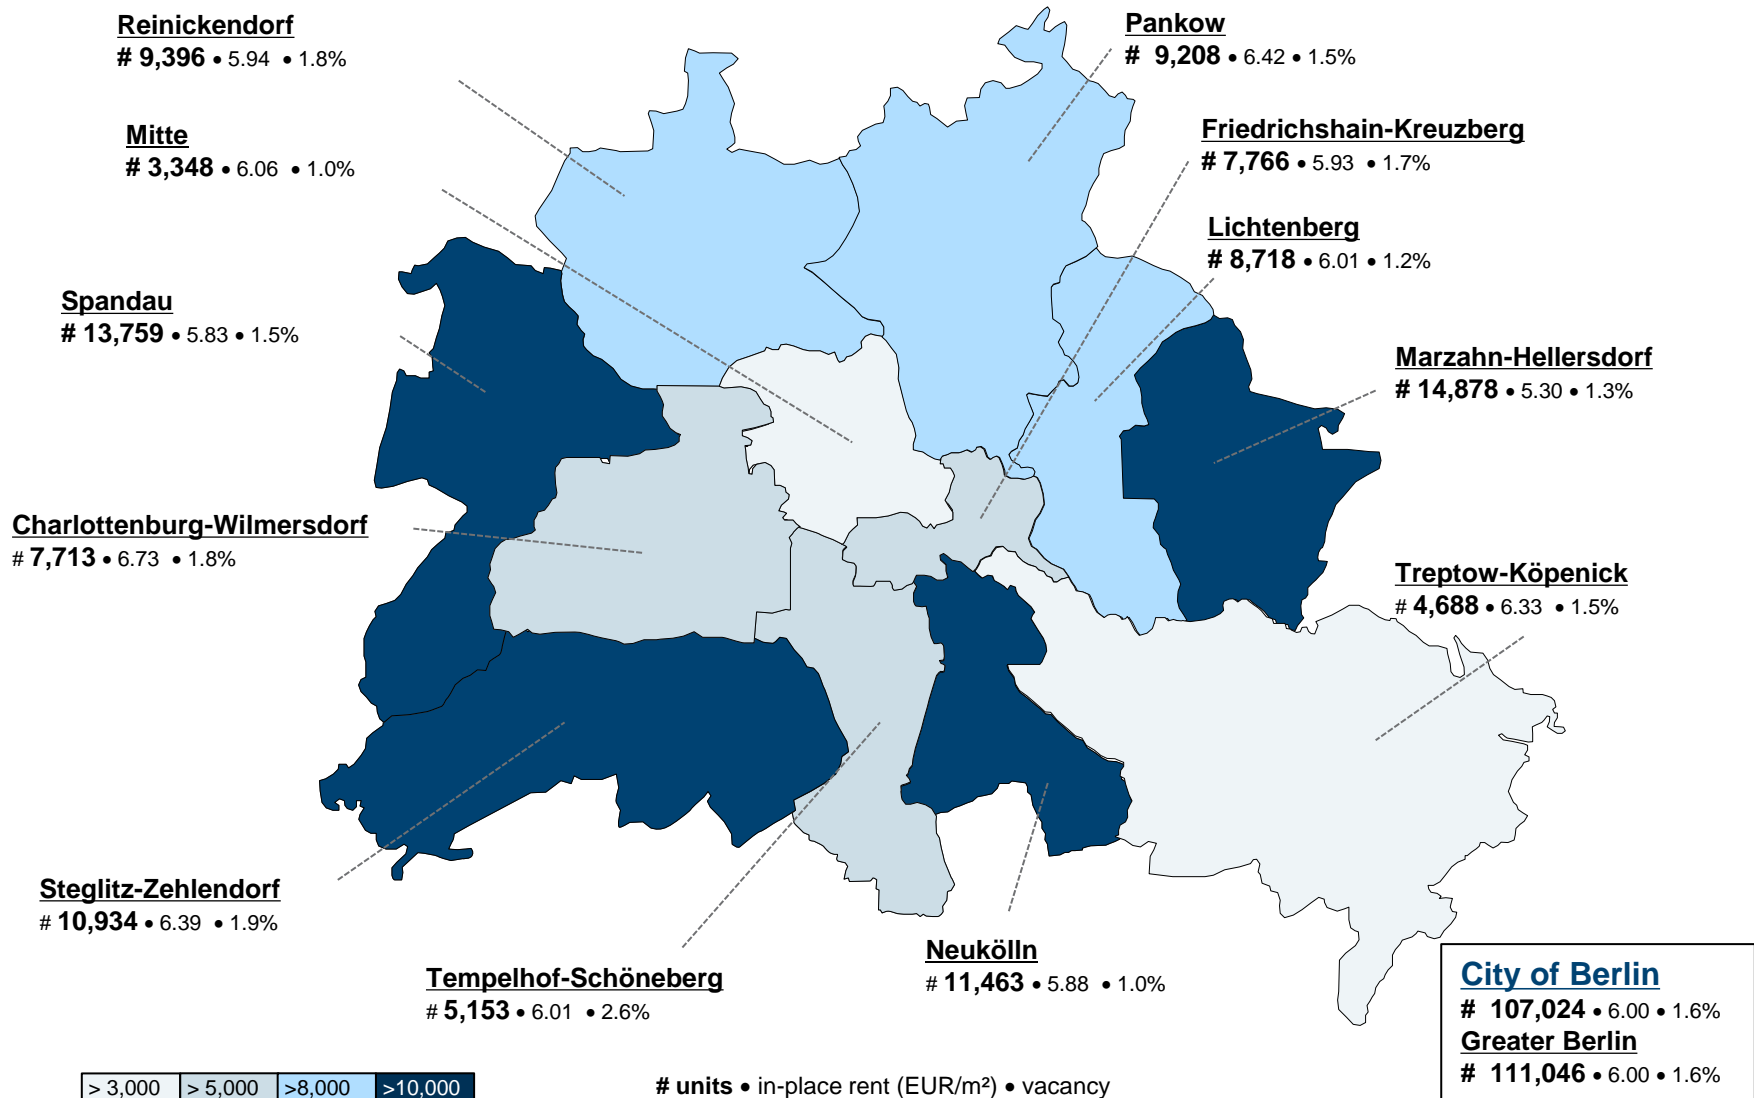 Reinickendorf
# 9,396 • 5.94 • 1.8%
Pankow
# 9,208 • 6.42 • 1.5%
Mitte
# 3,348 • 6.06 • 1.0%
Friedrichshain-Kreuzberg
# 7,766 • 5.93 • 1.7%
Lichtenberg
# 8,718 • 6.01 • 1.2%
Spandau
# 13,759 • 5.83 • 1.5%
Marzahn-Hellersdorf
# 14,878 • 5.30 • 1.3%
Charlottenburg-Wilmersdorf
# 7,713 • 6.73 • 1.8%
Treptow-Köpenick
# 4,688 • 6.33 • 1.5%
Steglitz-Zehlendorf
# 10,934 • 6.39 • 1.9%
Tempelhof-Schöneberg
# 5,153 • 6.01 • 2.6%
Neukölln
# 11,463 • 5.88 • 1.0%
City of Berlin
# 107,024 • 6.00 • 1.6%
Greater Berlin
# 111,046 • 6.00 • 1.6%
> 3,000 > 5,000 >8,000 >10,000
# units • in-place rent (EUR/m²) • vacancy